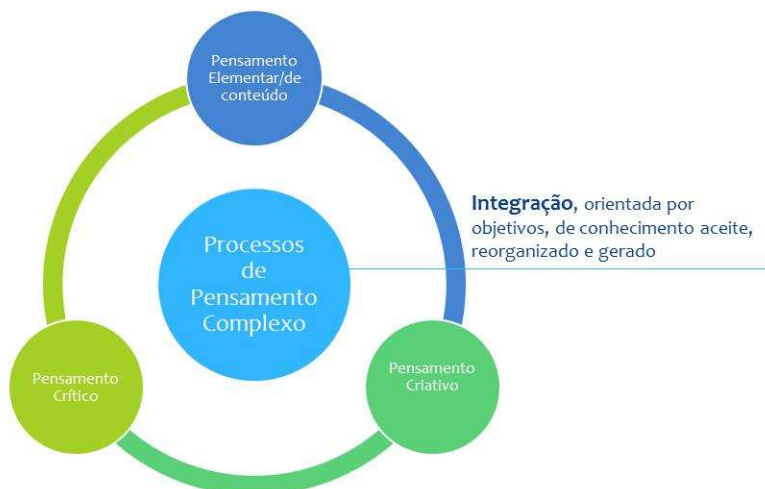 Pensamento
Elementar/de
conteúdo
Integração, orientada por
objetivos, de conhecimento aceite,
reorganizado e gerado
Processos
de
Pensamento
Complexo
Pensamento
Crítico
Pensamento
Criativo